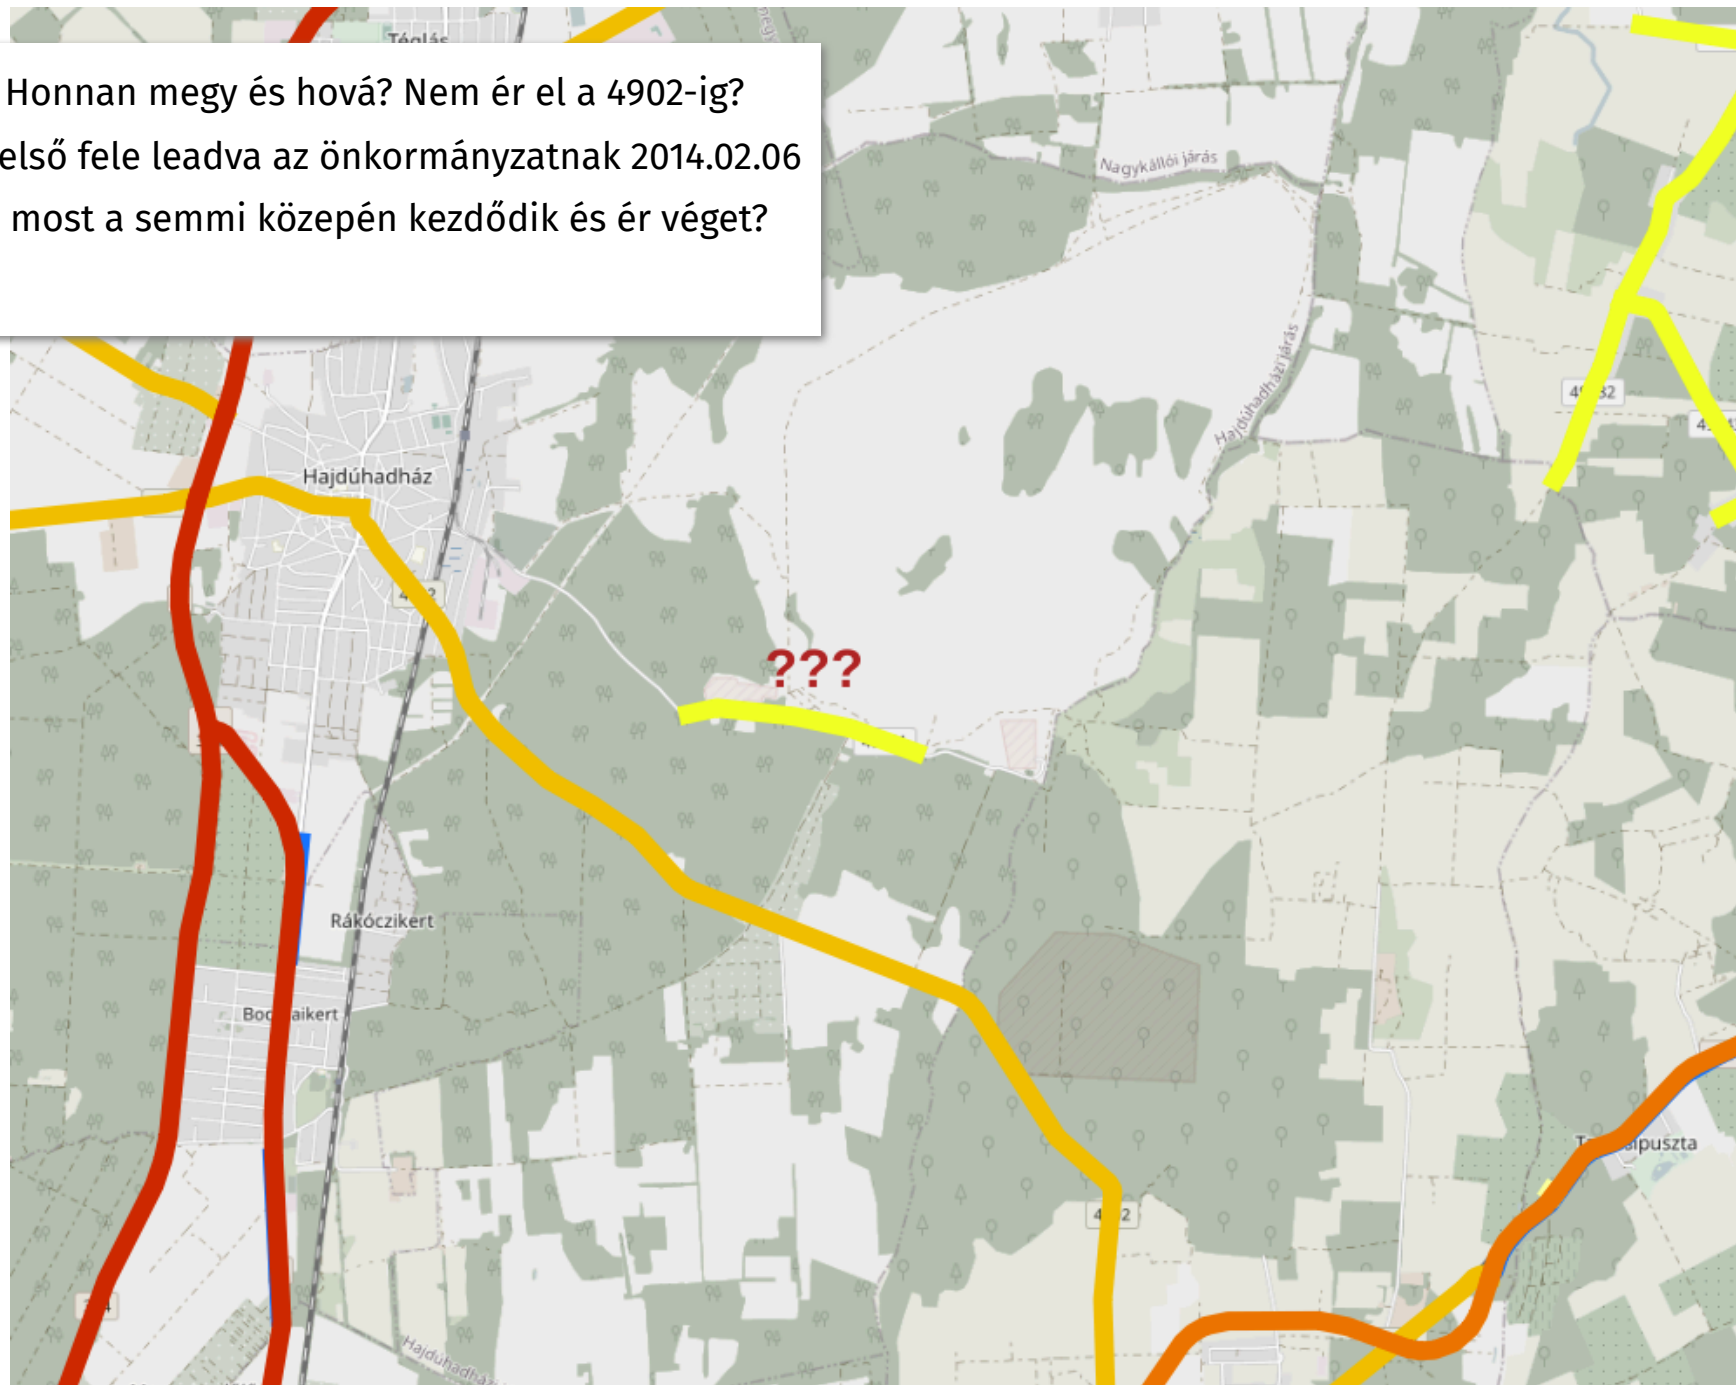 Téglás
Honnan megy és hová? Nem ér el a 4902-ig?
első fele leadva az önkormányzatnak 2014.02.06
most a semmi közepén kezdődik és ér véget?
Nagykállói járás
Hajdúhadházi járás
Hajdúhadház
???
Rákóczikert